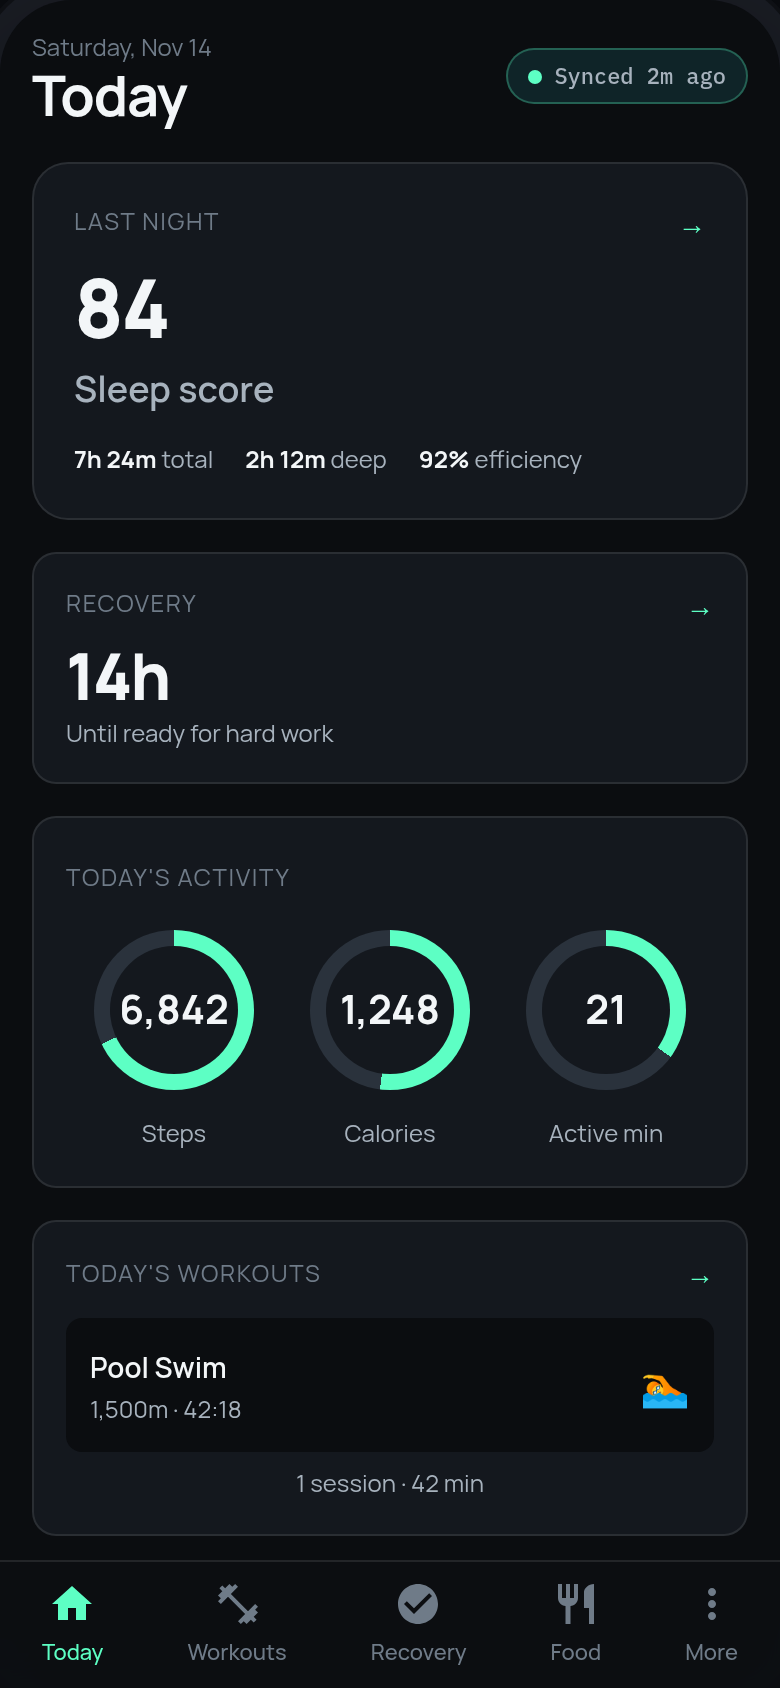 Saturday, Nov 14
Today
Synced 2m ago
LAST NIGHT
→
84
Sleep score
7h 24m total 2h 12m deep 92% efficiency
RECOVERY
→
14h
Until ready for hard work
TODAY'S ACTIVITY
6,842 1,248 21
Steps Calories Active min
TODAY'S WORKOUTS
→
Pool Swim
1,500m · 42:18
1 session · 42 min
Today Workouts Recovery Food More